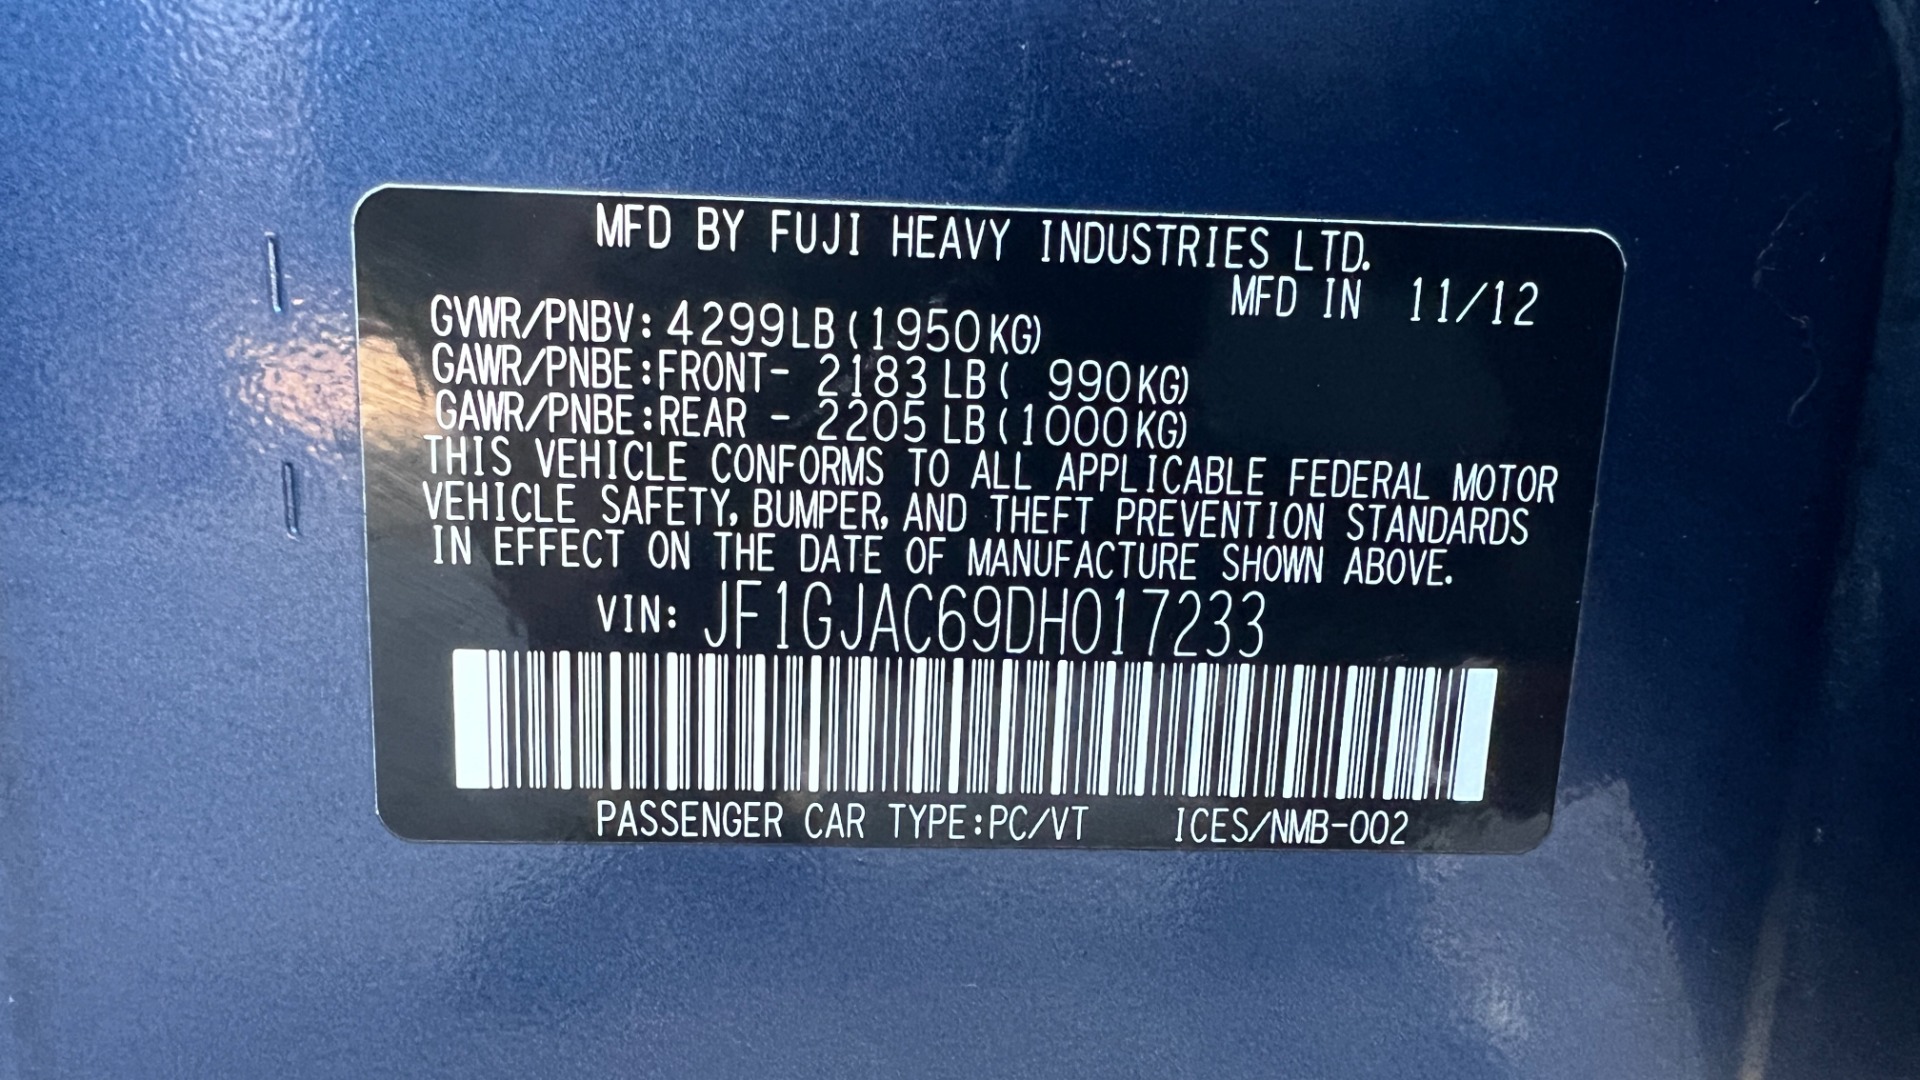 MFD BY FUJI HEAVY INDUSTRIES LTD.
MFD IN 11/12
GVWR/PNBV: 4299LB (1950KG)
GAWR/PNBE:FRONT- 2183 LB ( 990KG)
GAWR/PNBE:REAR - 2205 LB (1000KG)
THIS VEHICLE CONFORMS TO ALL APPLICABLE FEDERAL MOTOR
VEHICLE SAFETY, BUMPER, AND THEFT PREVENTION STANDARDS
IN EFFECT ON THE DATE OF MANUFACTURE SHOWN ABOVE.
VIN: JF1GJAC69DH017233
PASSENGER CAR TYPE:PC/VT ICES/NMB-002